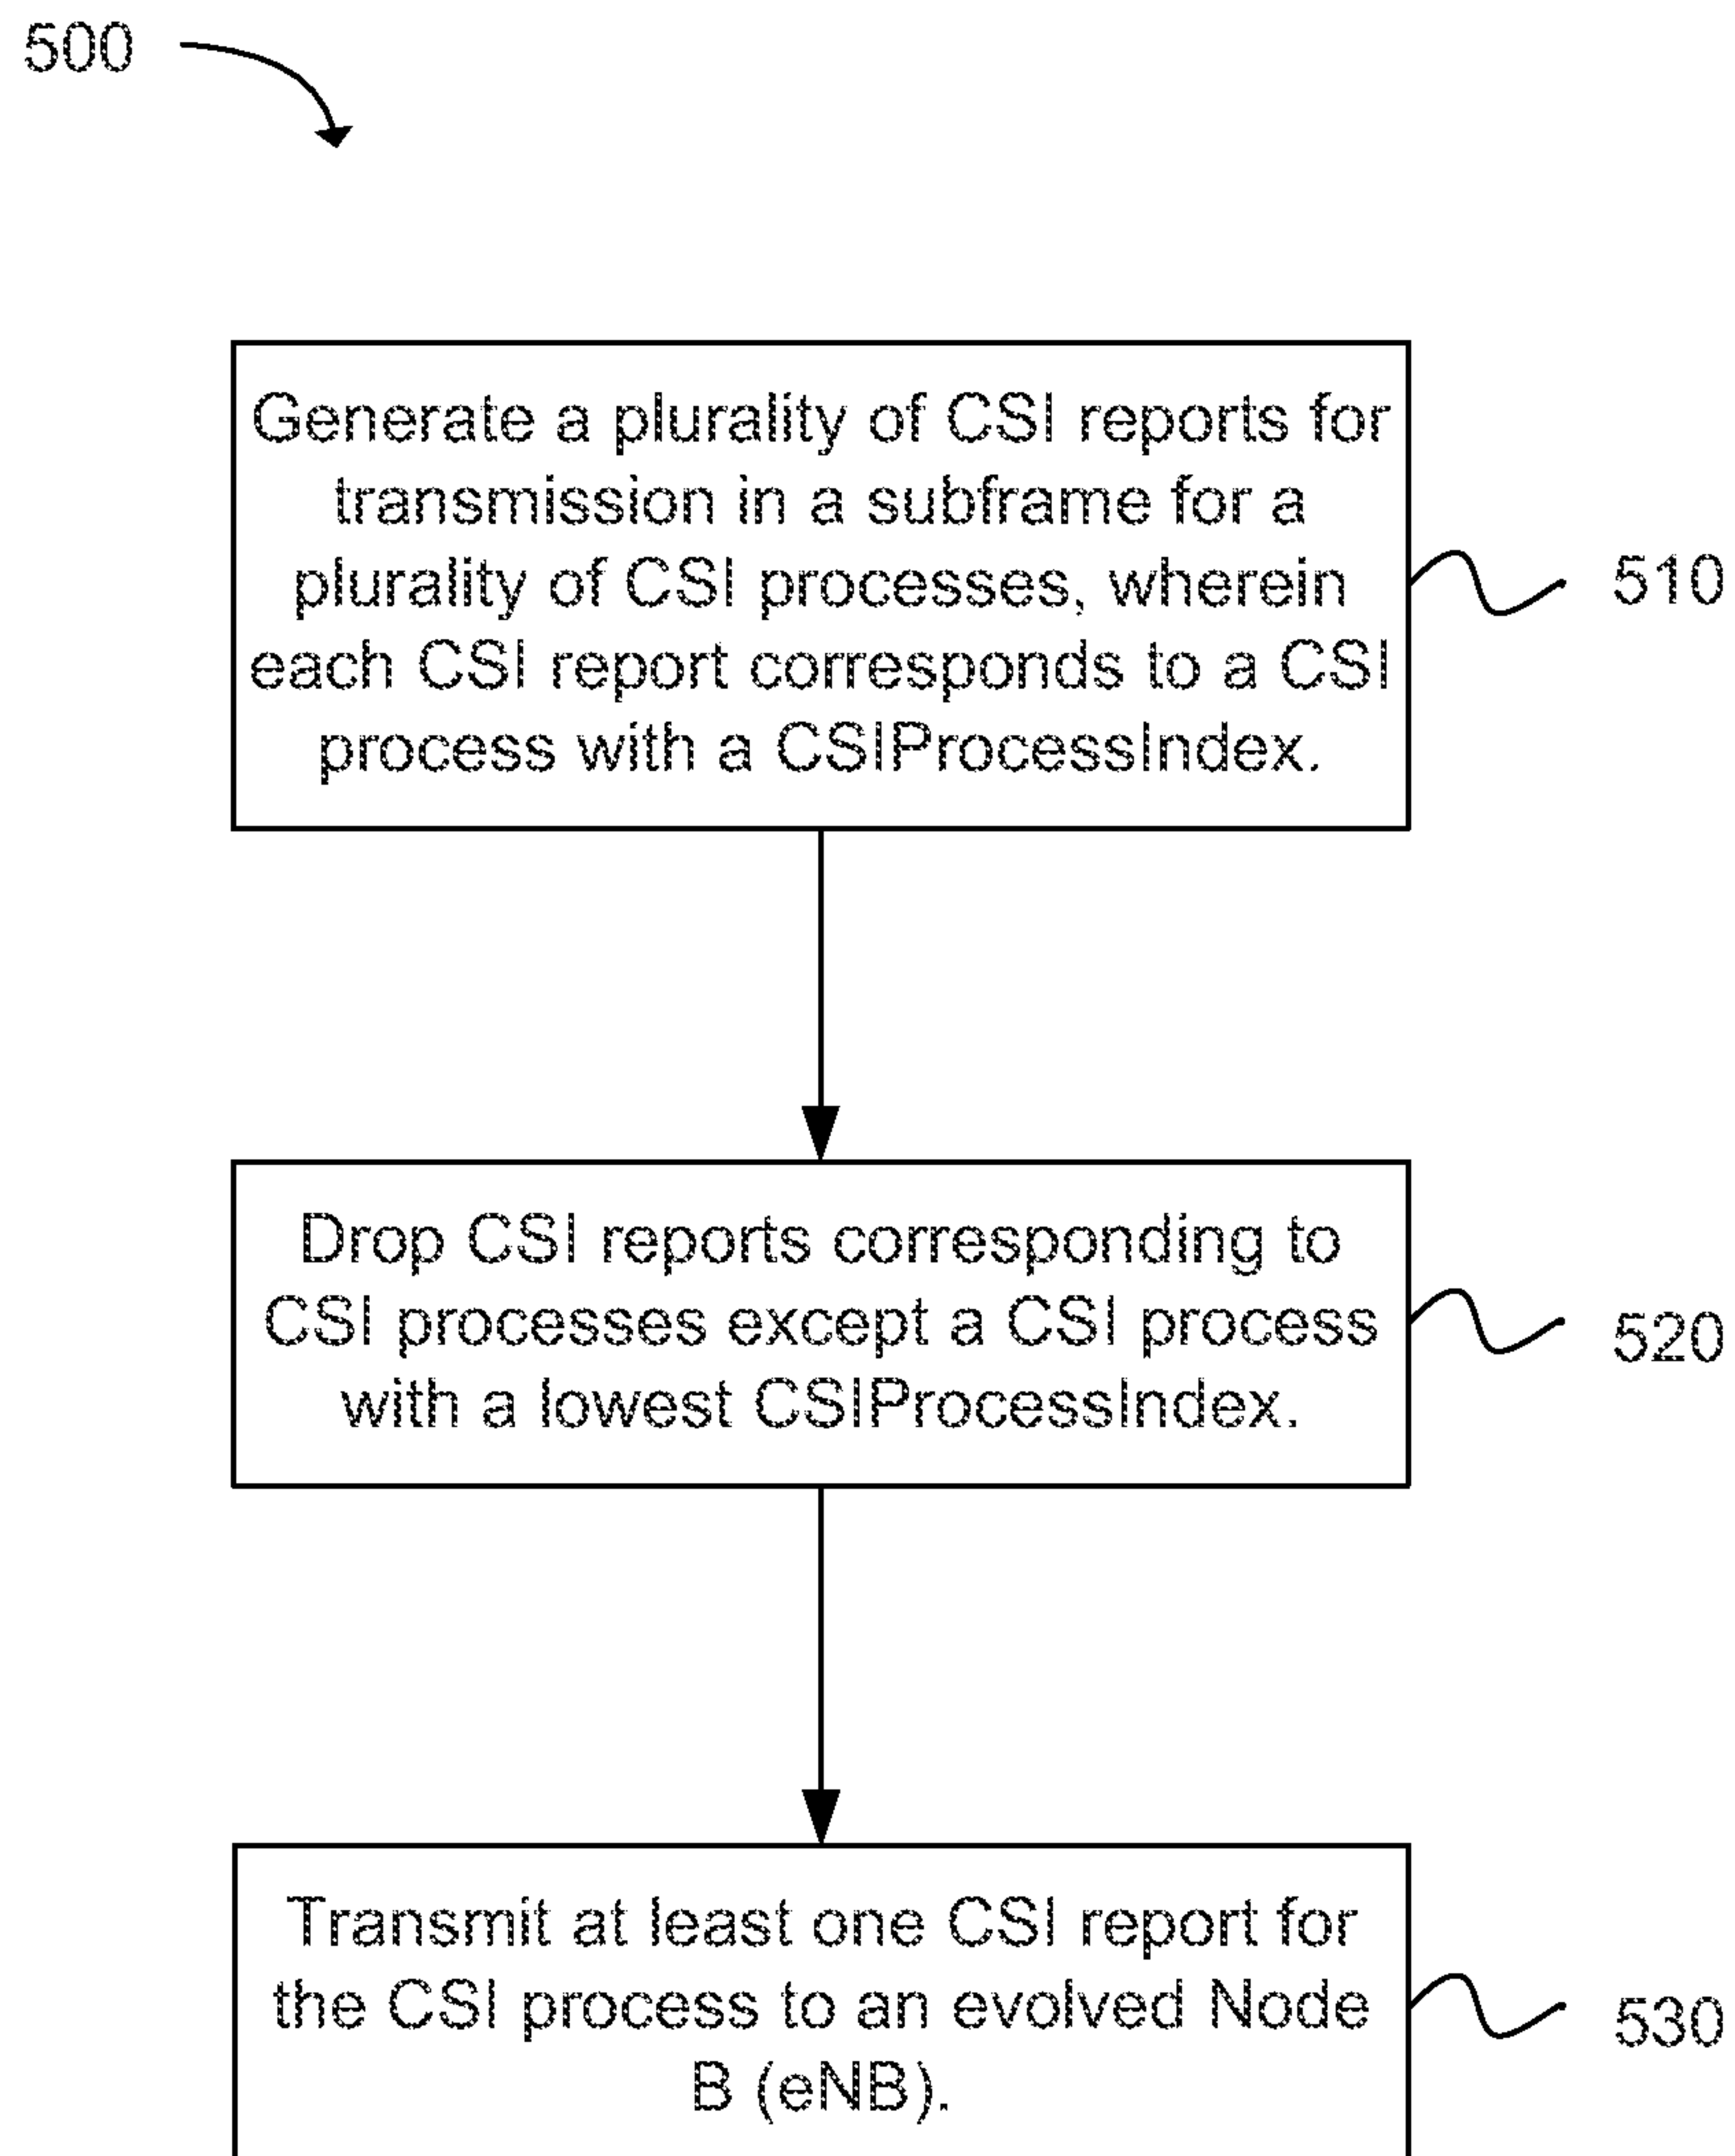 500
Generate a plurality of CSI reports for
transmission in a subframe for a
plurality of CSI processes, wherein
each CSI report corresponds to a CSI
process with a CSIProcessIndex.
510
Drop CSI reports corresponding to
CSI processes except a CSI process
with a lowest CSIProcessIndex.
520
Transmit at least one CSI report for
the CSI process to an evolved Node
B (eNB).
530